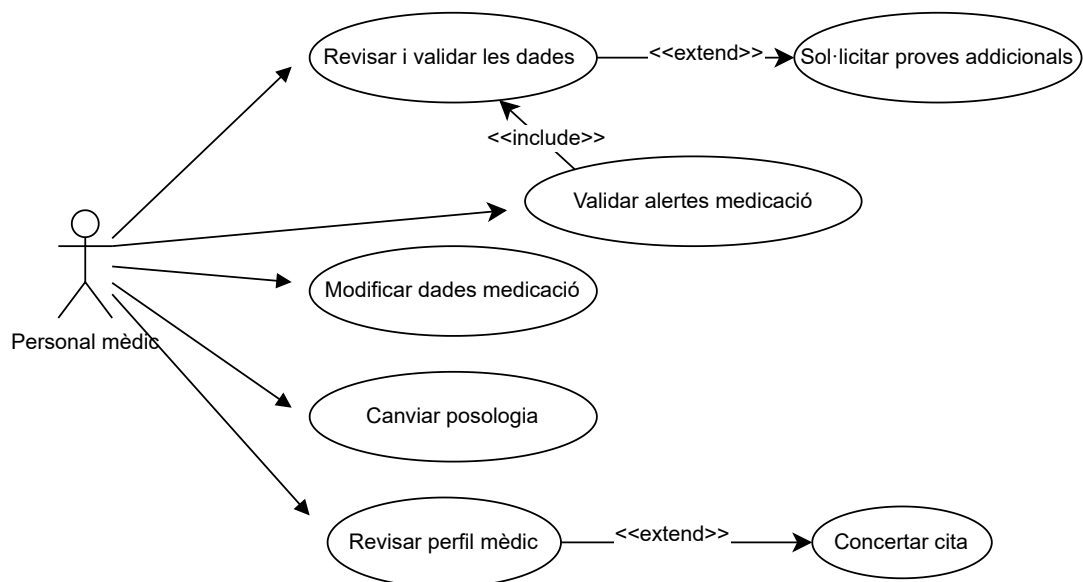 Revisar i validar les dades
<<extend>>
Sol·licitar proves addicionals
<<include>>
Validar alertes medicació
Modificar dades medicació
Personal mèdic
Canviar posologia
Revisar perfil mèdic
<<extend>>
Concertar cita